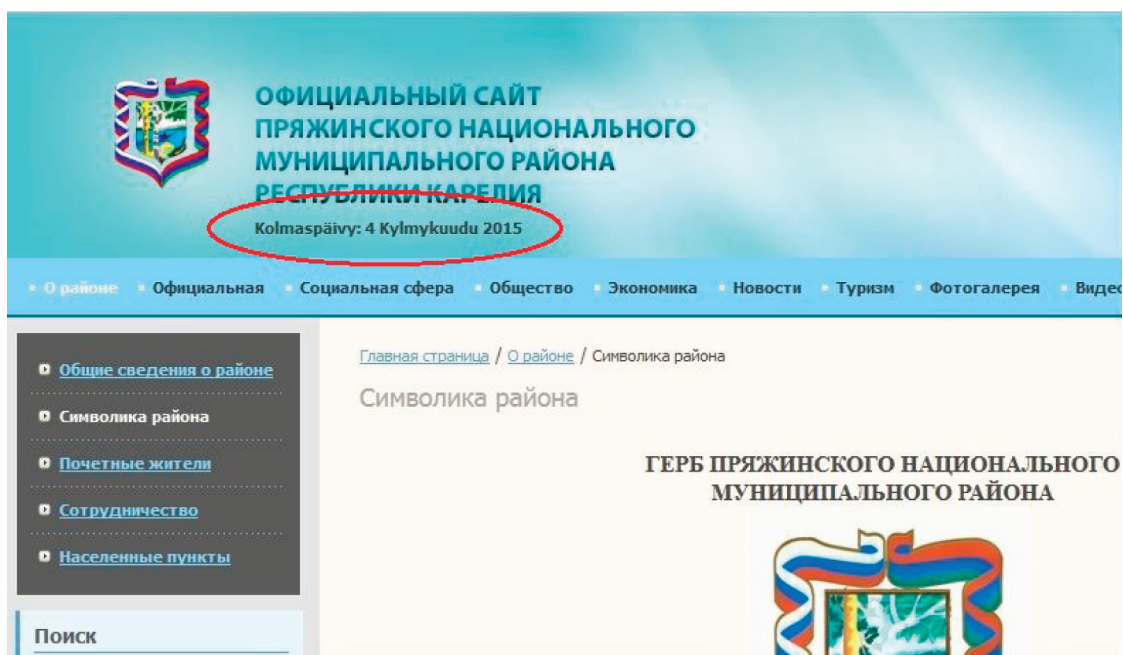 ОФИЦИАЛЬНЫЙ САЙТ
ПРЯЖИНСКОГО НАЦИОНАЛЬНОГО
МУНИЦИПАЛЬНОГО РАЙОНА
РЕСПУБЛИКИ КАРЕЛИЯ
Kolmaspäivy: 4 Kylmykuudu 2015
О районе Официальная Социальная сфера Общество Экономика Новости Туризм Фотогалерея Видео
Общие сведения о районе
Символика района
Почетные жители
Сотрудничество
Населенные пункты
Поиск
Главная страница / О районе / Символика района
Символика района
ГЕРБ ПРЯЖИНСКОГО НАЦИОНАЛЬНОГО
МУНИЦИПАЛЬНОГО РАЙОНА